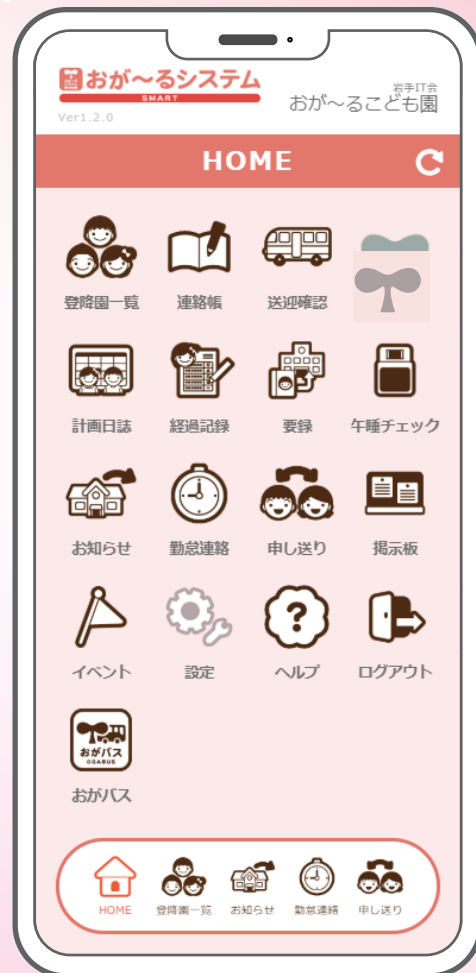 おが〜るシステム
SMART
Ver1.2.0
岩手IT会
おが〜るこども園
HOME
登降園一覧 連絡帳 送迎確認
計画日誌 経過記録 要録 午睡チェック
お知らせ 勤怠連絡 申し送り 掲示板
イベント 設定 ヘルプ ログアウト
おがバス
OGABUS
おがバス
HOME 登降園一覧 お知らせ 勤怠連絡 申し送り